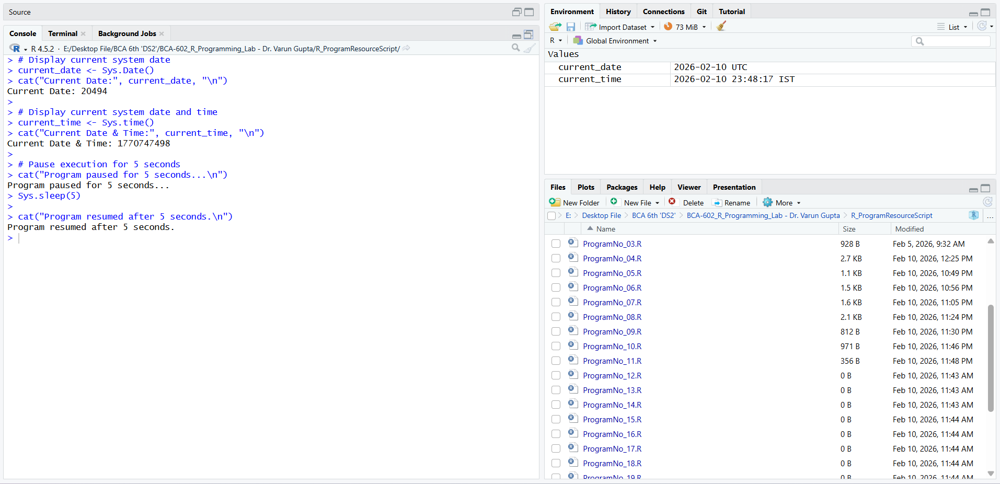 Source
Console Terminal Background Jobs
R 4.5.2 · E:/Desktop File/BCA 6th 'DS2'/BCA-602_R_Programming_Lab - Dr. Varun Gupta/R_ProgramResourceScript/
> # Display current system date
> current_date <- Sys.Date()
> cat("Current Date:", current_date, "\n")
Current Date: 20494
>
> # Display current system date and time
> current_time <- Sys.time()
> cat("Current Date & Time:", current_time, "\n")
Current Date & Time: 1770747498
>
> # Pause execution for 5 seconds
> cat("Program paused for 5 seconds...\n")
Program paused for 5 seconds...
> Sys.sleep(5)
>
> cat("Program resumed after 5 seconds.\n")
Program resumed after 5 seconds.
>
Environment History Connections Git Tutorial
Import Dataset 73 MiB List
R Global Environment
Values
current_date 2026-02-10 UTC
current_time 2026-02-10 23:48:17 IST
Files Plots Packages Help Viewer Presentation
New Folder New File Delete Rename More
E: Desktop File BCA 6th 'DS2' BCA-602_R_Programming_Lab - Dr. Varun Gupta R_ProgramResourceScript ...
Name Size Modified
ProgramNo_03.R 928 B Feb 5, 2026, 9:32 AM
ProgramNo_04.R 2.7 KB Feb 10, 2026, 12:25 PM
ProgramNo_05.R 1.1 KB Feb 10, 2026, 10:49 PM
ProgramNo_06.R 1.5 KB Feb 10, 2026, 10:56 PM
ProgramNo_07.R 1.6 KB Feb 10, 2026, 11:05 PM
ProgramNo_08.R 2.1 KB Feb 10, 2026, 11:24 PM
ProgramNo_09.R 812 B Feb 10, 2026, 11:30 PM
ProgramNo_10.R 971 B Feb 10, 2026, 11:46 PM
ProgramNo_11.R 356 B Feb 10, 2026, 11:48 PM
ProgramNo_12.R 0 B Feb 10, 2026, 11:43 AM
ProgramNo_13.R 0 B Feb 10, 2026, 11:43 AM
ProgramNo_14.R 0 B Feb 10, 2026, 11:43 AM
ProgramNo_15.R 0 B Feb 10, 2026, 11:44 AM
ProgramNo_16.R 0 B Feb 10, 2026, 11:44 AM
ProgramNo_17.R 0 B Feb 10, 2026, 11:44 AM
ProgramNo_18.R 0 B Feb 10, 2026, 11:44 AM
ProgramNo_19.R 0 B Feb 10, 2026, 11:44 AM